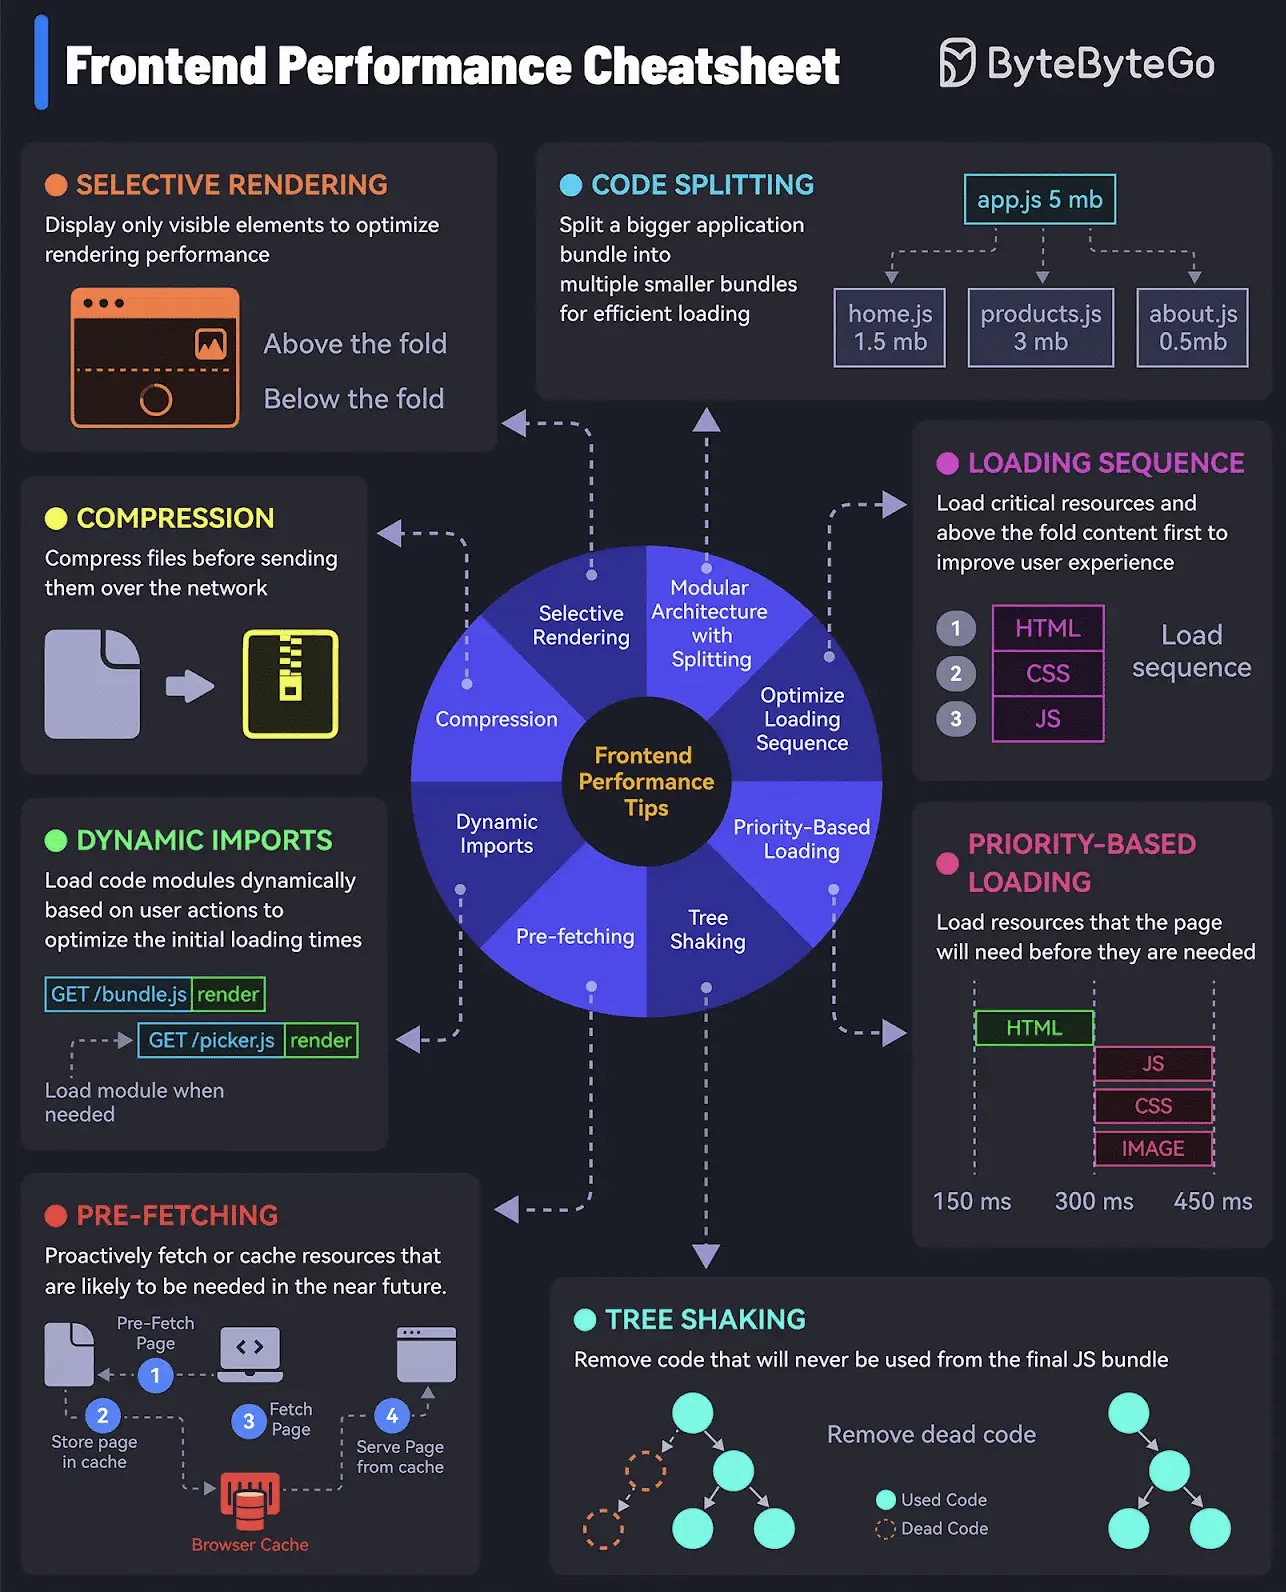 Frontend Performance Cheatsheet
ByteByteGo
SELECTIVE RENDERING
Display only visible elements to optimize
rendering performance
Above the fold
Below the fold
CODE SPLITTING
Split a bigger application
bundle into
multiple smaller bundles
for efficient loading
app.js 5 mb
home.js
1.5 mb
products.js
3 mb
about.js
0.5mb
COMPRESSION
Compress files before sending
them over the network
LOADING SEQUENCE
Load critical resources and
above the fold content first to
improve user experience
1 HTML
2 CSS
3 JS
Load
sequence
Selective
Rendering
Modular
Architecture
with
Splitting
Optimize
Loading
Sequence
Priority-Based
Loading
Tree
Shaking
Pre-fetching
Dynamic
Imports
Compression
Frontend
Performance
Tips
DYNAMIC IMPORTS
Load code modules dynamically
based on user actions to
optimize the initial loading times
GET /bundle.js render
GET /picker.js render
Load module when
needed
PRIORITY-BASED
LOADING
Load resources that the page
will need before they are needed
HTML
JS
CSS
IMAGE
150 ms 300 ms 450 ms
PRE-FETCHING
Proactively fetch or cache resources that
are likely to be needed in the near future.
Pre-Fetch
Page
1
2
Store page
in cache
3
Fetch
Page
4
Serve Page
from cache
Browser Cache
TREE SHAKING
Remove code that will never be used from the final JS bundle
Remove dead code
Used Code
Dead Code